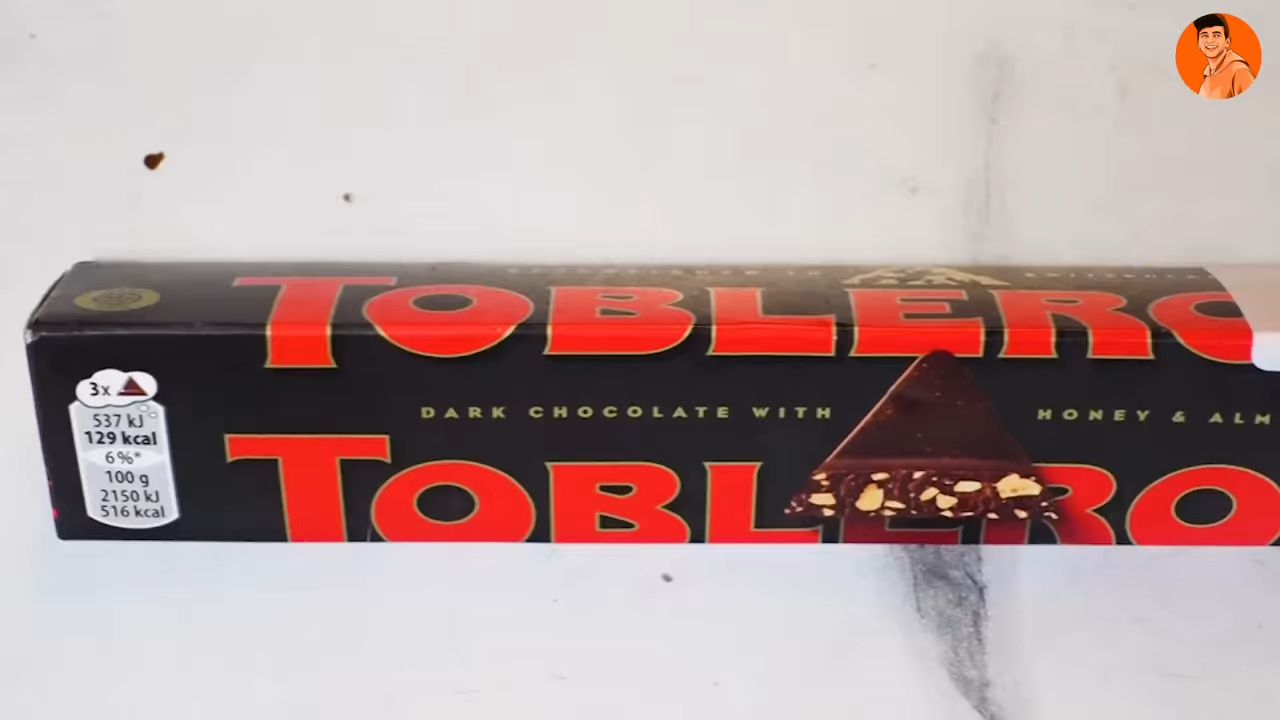 TOBLERO
3x
537 kJ
129 kcal
6%*
100 g
2150 kJ
516 kcal
DARK CHOCOLATE WITH HONEY & ALM
TOBLERO